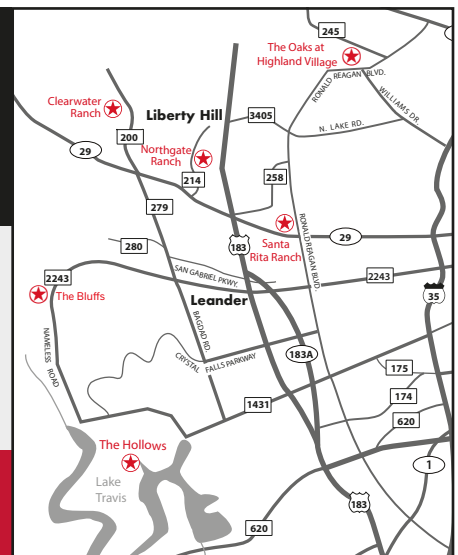 245
The Oaks at
Highland Village
RONALD REAGAN BLVD.
WILLIAMS DR
Clearwater
Ranch
Liberty Hill
3405
N. LAKE RD.
200
29
Northgate
Ranch
214
258
279
RONALD REAGAN BLVD.
Santa
Rita Ranch
29
183
280
SAN GABRIEL PKWY.
2243
2243
The Bluffs
Leander
35
BAGDAD RD.
NAMELESS ROAD
CRYSTAL FALLS PARKWAY
183A
175
174
1431
620
The Hollows
Lake
Travis
1
183
620